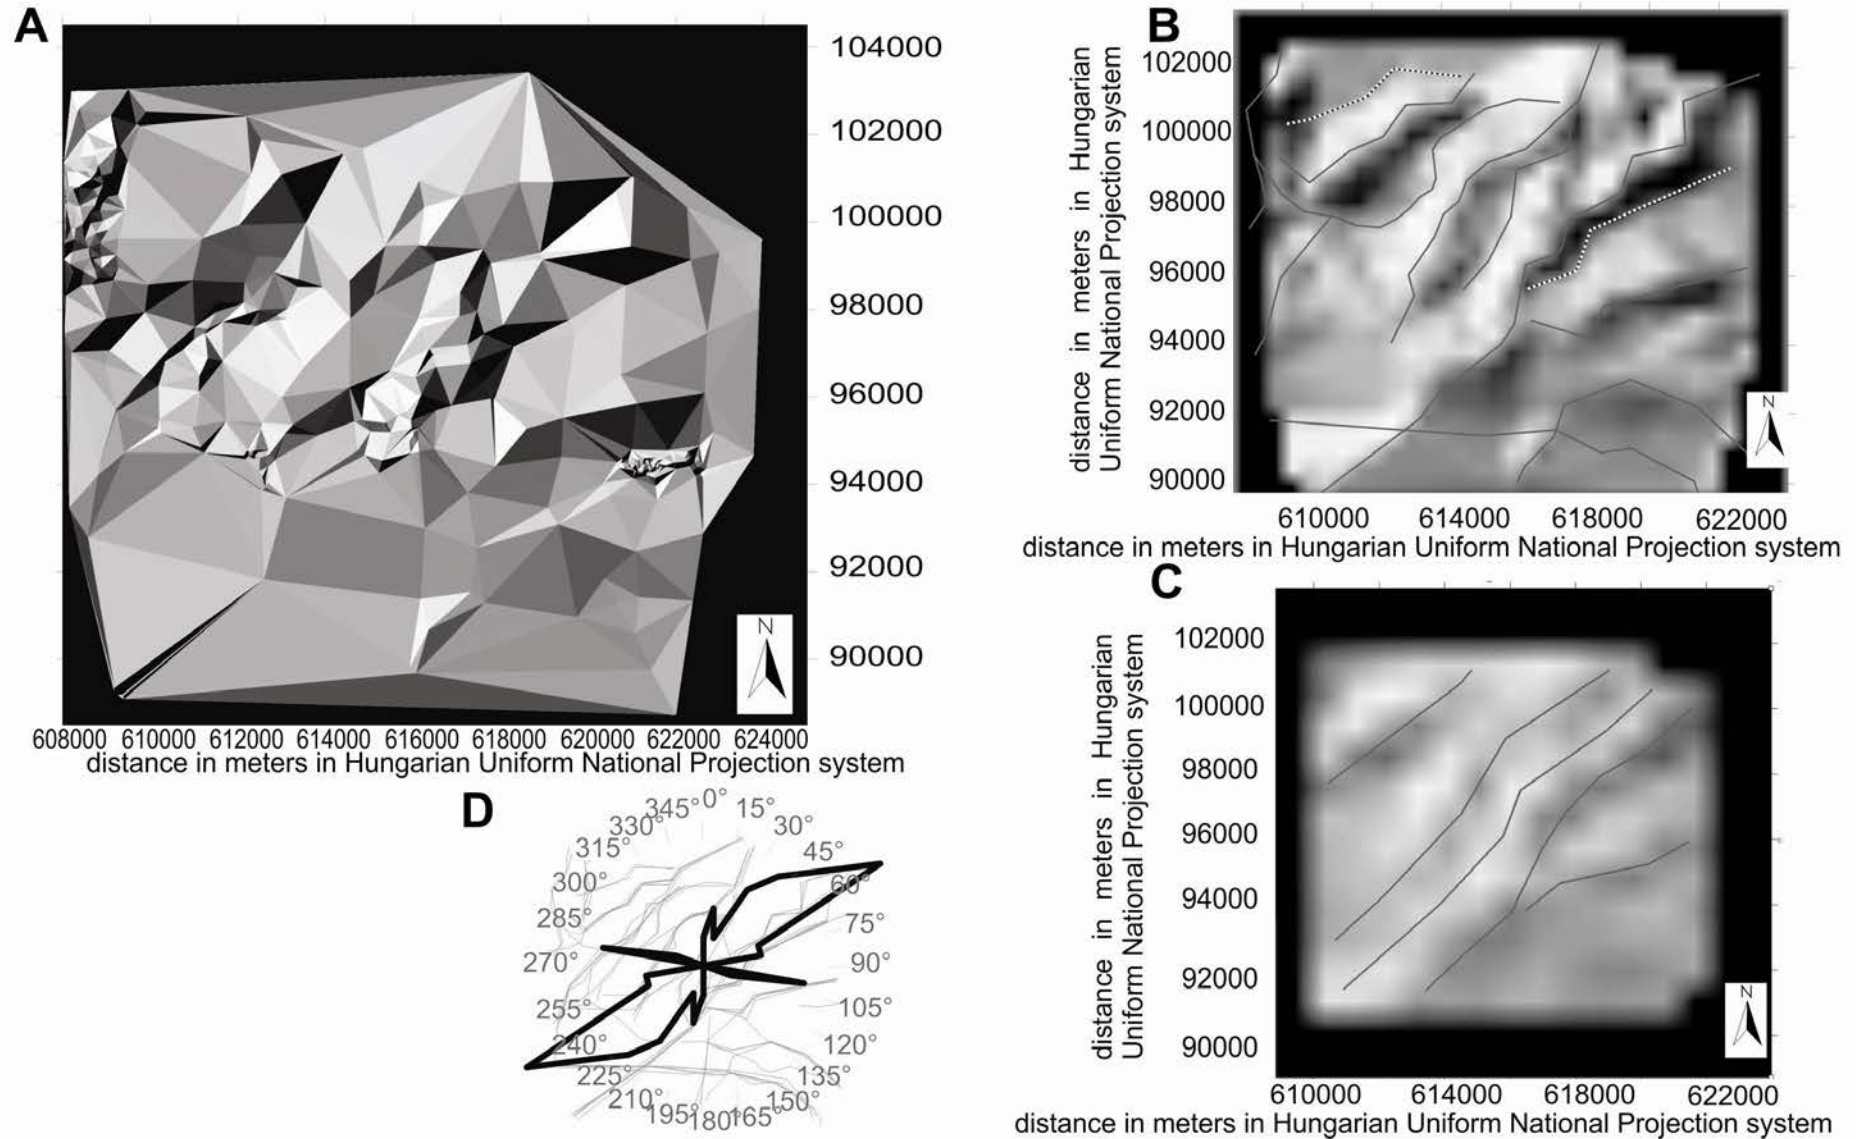 A
104000
102000
100000
98000
96000
94000
92000
90000
N
608000 610000 612000 614000 616000 618000 620000 622000 624000
distance in meters in Hungarian Uniform National Projection system
B
distance in meters in Hungarian
Uniform National Projection system
102000
100000
98000
96000
94000
92000
90000
N
610000 614000 618000 622000
distance in meters in Hungarian Uniform National Projection system
C
distance in meters in Hungarian
Uniform National Projection system
102000
100000
98000
96000
94000
92000
90000
N
610000 614000 618000 622000
distance in meters in Hungarian Uniform National Projection system
D
0°
15°
30°
45°
60°
75°
90°
105°
120°
135°
150°
165°
180°
195°
210°
225°
240°
255°
270°
285°
300°
315°
330°
345°